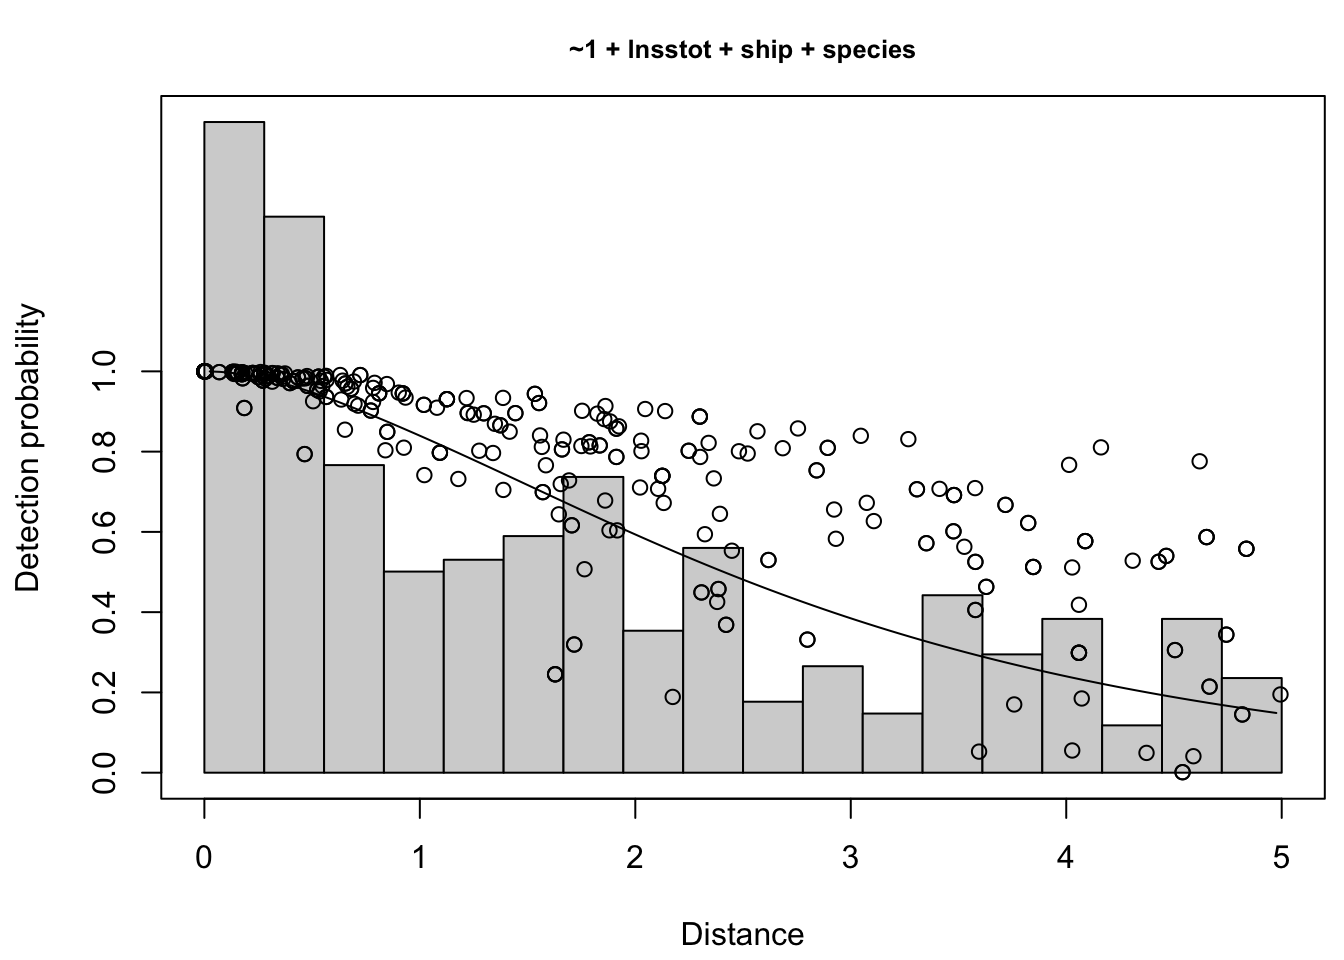 ~1 + lnsstot + ship + species
Detection probability
1.0
0.8
0.6
0.4
0.2
0.0
0 1 2 3 4 5
Distance